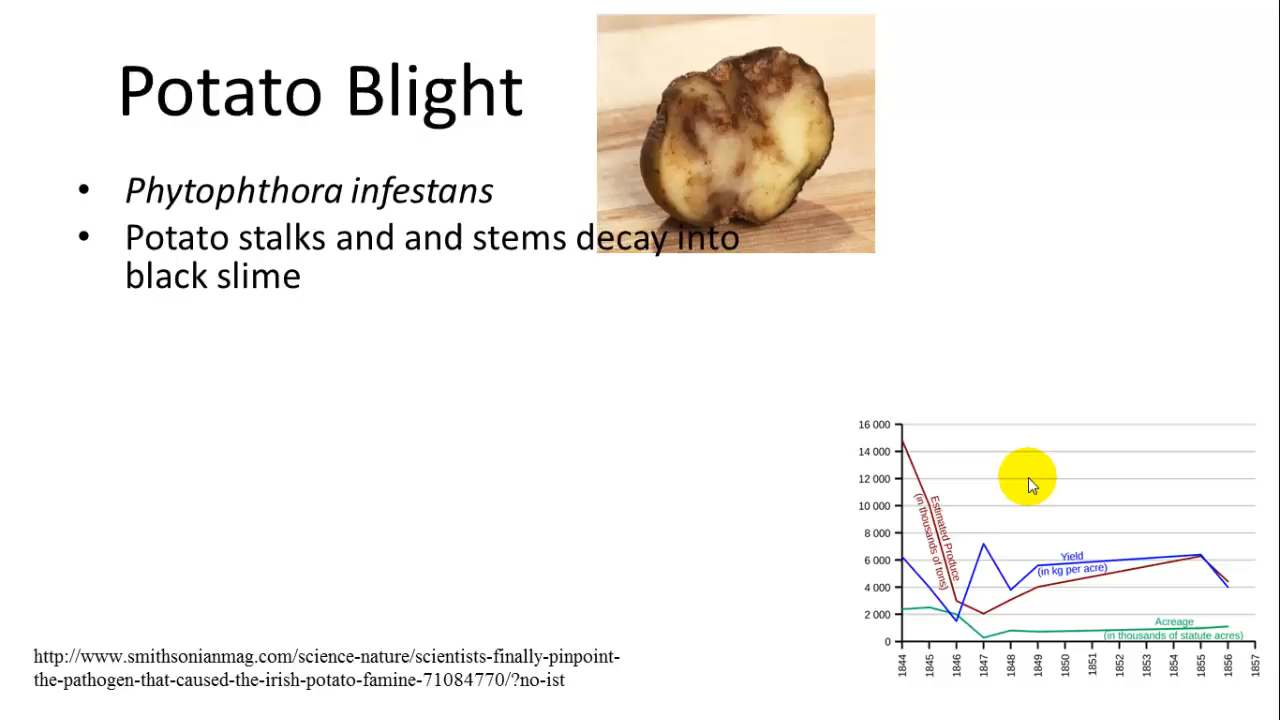 Potato Blight
• Phytophthora infestans
• Potato stalks and and stems decay into
black slime
16 000
14 000
12 000
10 000
8 000
6 000
4 000
2 000
0
Estimated Produce
(in thousands of tons)
Yield
(in kg per acre)
Acreage
(in thousands of statute acres)
1844
1845
1846
1847
1848
1849
1850
1851
1852
1853
1854
1855
1856
1857
http://www.smithsonianmag.com/science-nature/scientists-finally-pinpoint-
the-pathogen-that-caused-the-irish-potato-famine-71084770/?no-ist